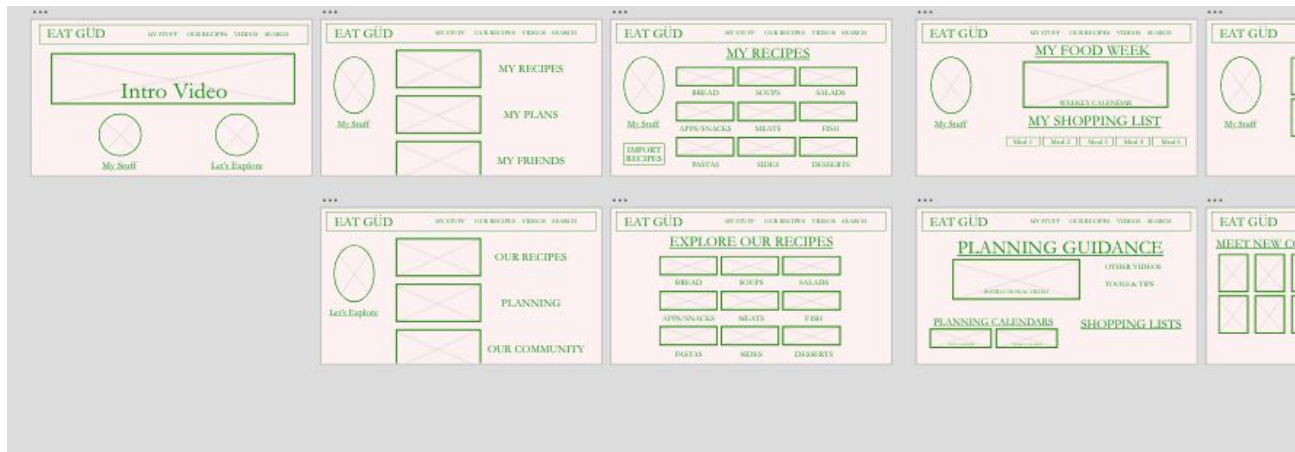 EAT GÜD MY STUFF OUR RECIPES VIDEOS SEARCH
Intro Video
My Stuff Let's Explore
EAT GÜD MY STUFF OUR RECIPES VIDEOS SEARCH
MY RECIPES
MY PLANS
My Stuff
MY FRIENDS
EAT GÜD MY STUFF OUR RECIPES VIDEOS SEARCH
MY RECIPES
BREAD SOUPS SALADS
My Stuff
APPS/SNACKS MEATS FISH
IMPORT
RECIPES
PASTAS SIDES DESSERTS
EAT GÜD MY STUFF OUR RECIPES VIDEOS SEARCH
MY FOOD WEEK
WEEKLY CALENDAR
My Stuff
MY SHOPPING LIST
Meal 1 Meal 2 Meal 3 Meal 4 Meal 5
EAT GÜD
My Stuff
EAT GÜD MY STUFF OUR RECIPES VIDEOS SEARCH
OUR RECIPES
PLANNING
Let's Explore
OUR COMMUNITY
EAT GÜD MY STUFF OUR RECIPES VIDEOS SEARCH
EXPLORE OUR RECIPES
BREAD SOUPS SALADS
APPS/SNACKS MEATS FISH
PASTAS SIDES DESSERTS
EAT GÜD MY STUFF OUR RECIPES VIDEOS SEARCH
PLANNING GUIDANCE
OTHER VIDEOS
TOOLS & TIPS
INSTRUCTIONAL VIDEO
PLANNING CALENDARS SHOPPING LISTS
EAT GÜD
MEET NEW CO